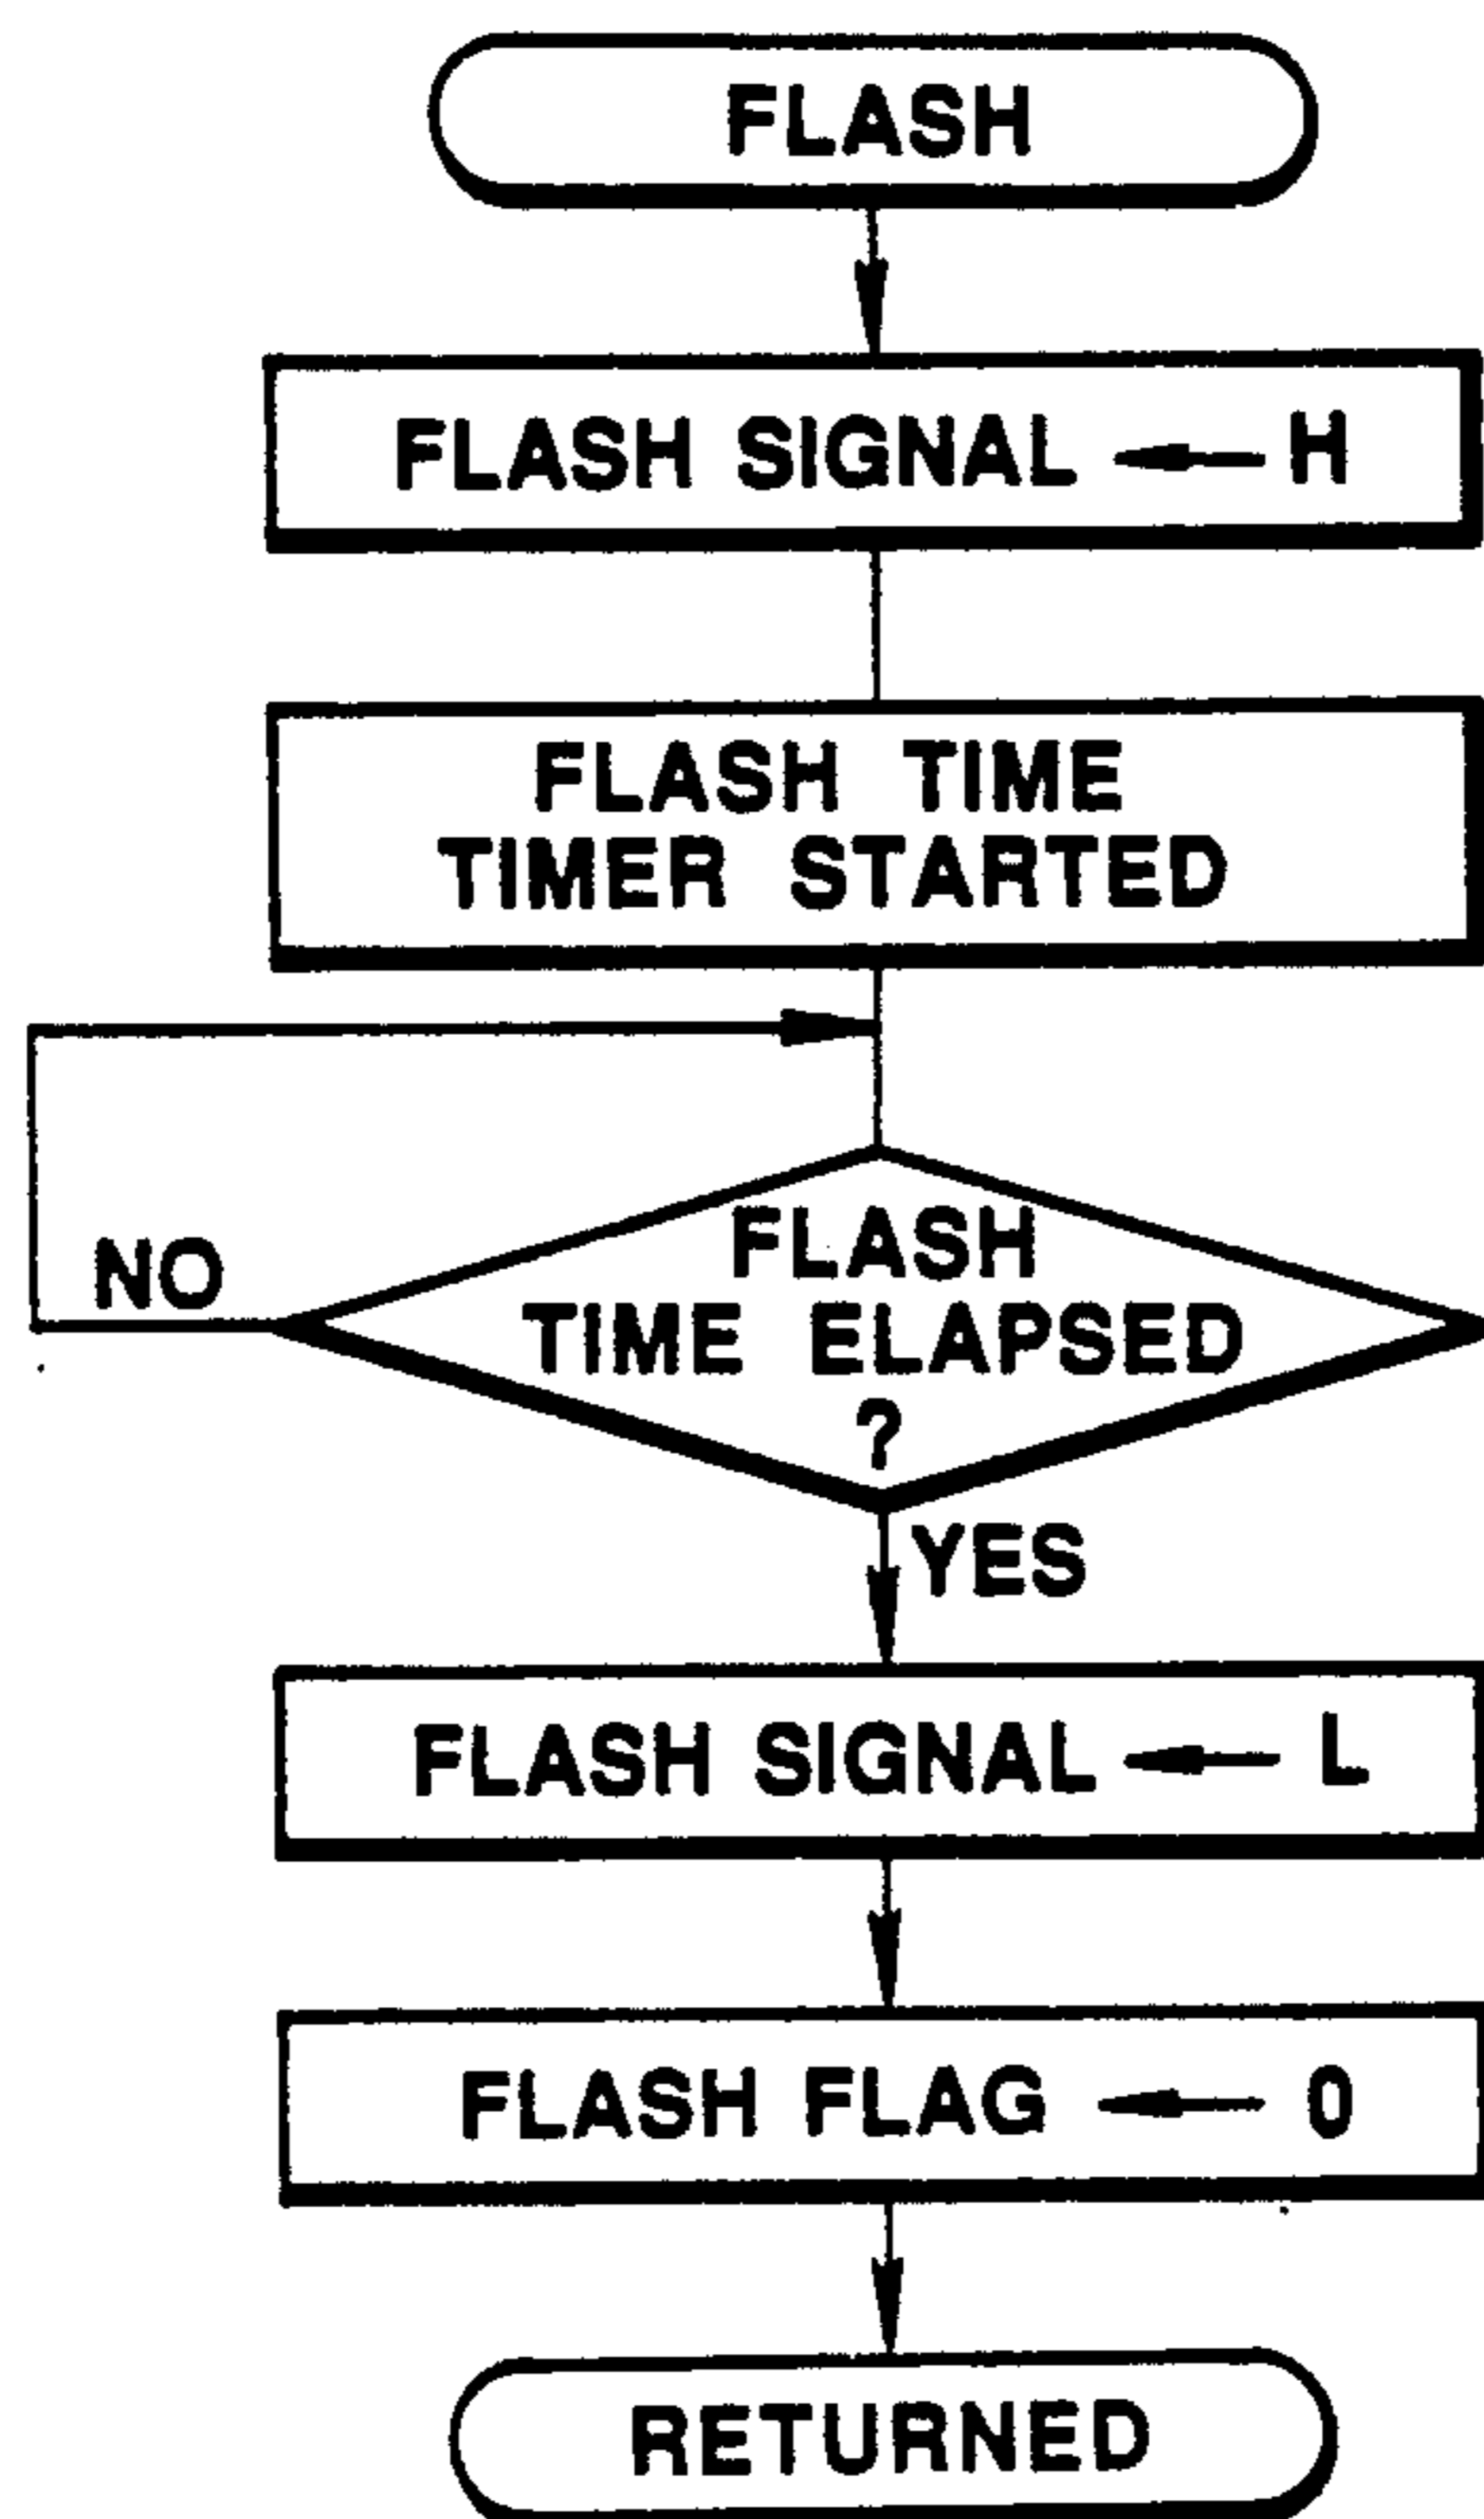 FLASH
FLASH SIGNAL ← H
FLASH TIME
TIMER STARTED
NO
FLASH
TIME ELAPSED
?
YES
FLASH SIGNAL ← L
FLASH FLAG ← 0
RETURNED